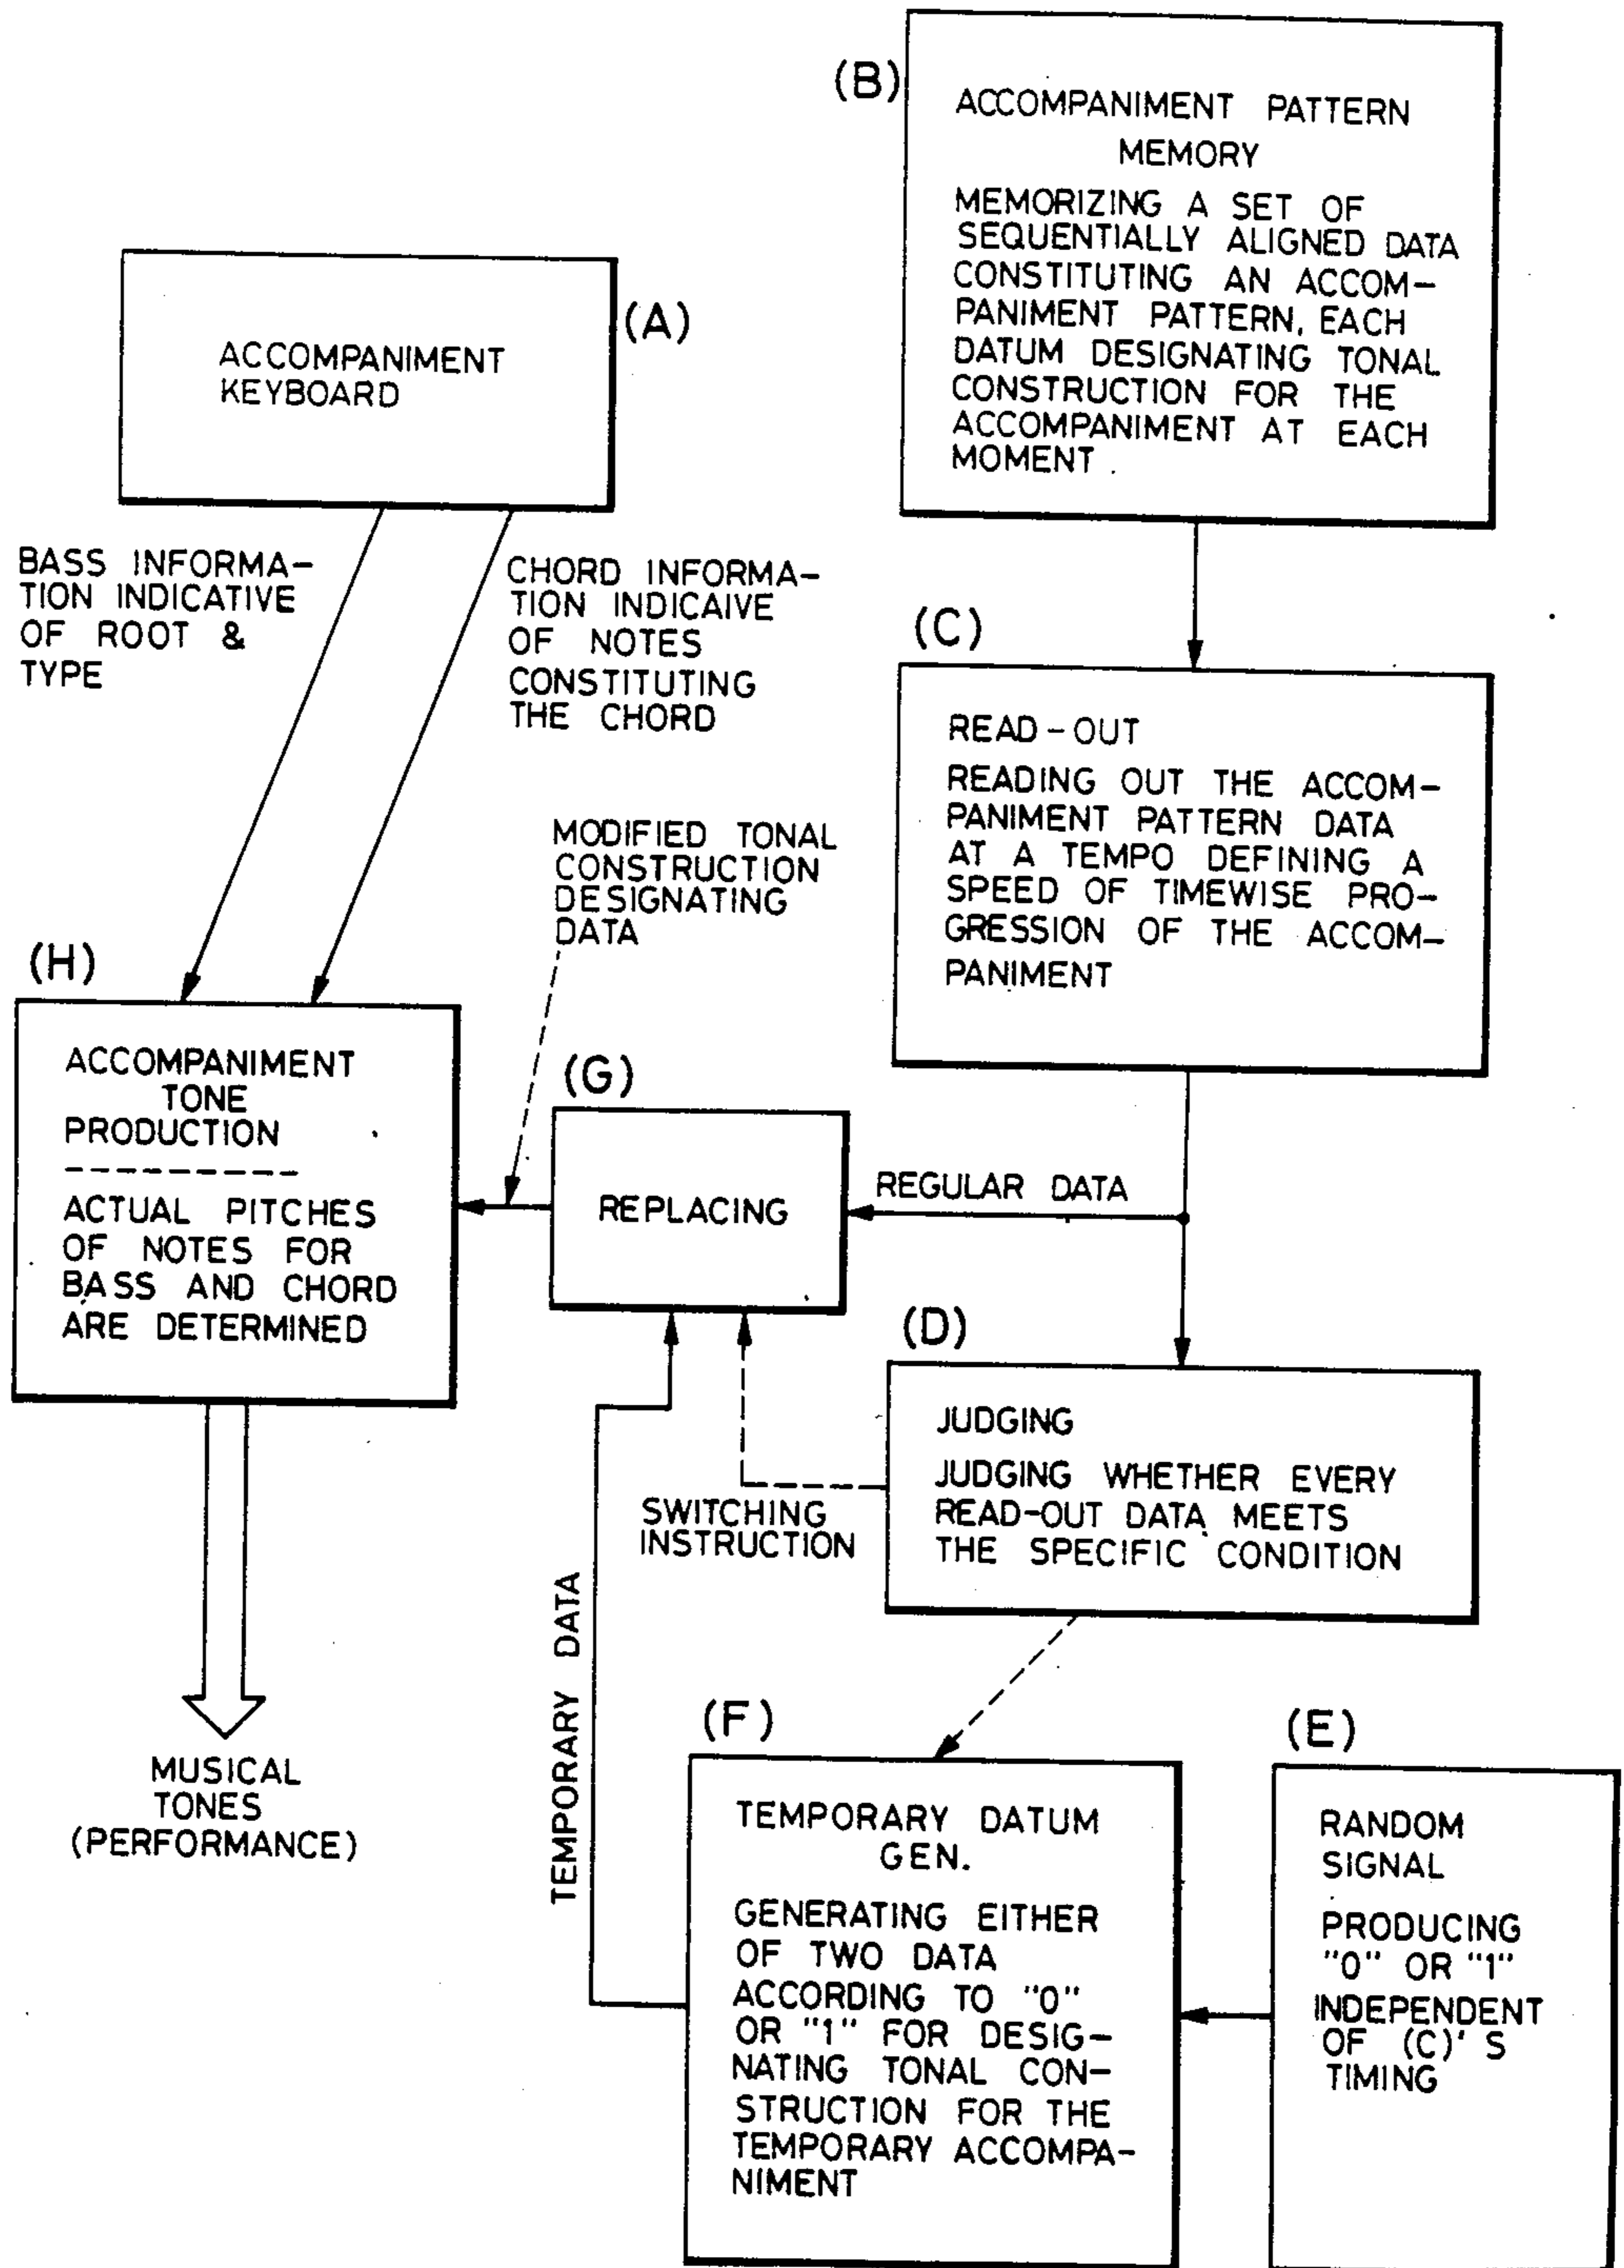 (B)
ACCOMPANIMENT PATTERN
MEMORY
MEMORIZING A SET OF
SEQUENTIALLY ALIGNED DATA
CONSTITUTING AN ACCOM-
PANIMENT PATTERN, EACH
DATUM DESIGNATING TONAL
CONSTRUCTION FOR THE
ACCOMPANIMENT AT EACH
MOMENT.
(A)
ACCOMPANIMENT
KEYBOARD
BASS INFORMA-
TION INDICATIVE
OF ROOT &
TYPE
CHORD INFORMA-
TION INDICAIVE
OF NOTES
CONSTITUTING
THE CHORD
(C)
READ-OUT
READING OUT THE ACCOM-
PANIMENT PATTERN DATA
AT A TEMPO DEFINING A
SPEED OF TIMEWISE PRO-
GRESSION OF THE ACCOM-
PANIMENT
MODIFIED TONAL
CONSTRUCTION
DESIGNATING
DATA
(H)
ACCOMPANIMENT
TONE
PRODUCTION
ACTUAL PITCHES
OF NOTES FOR
BASS AND CHORD
ARE DETERMINED
(G)
REPLACING
REGULAR DATA
(D)
JUDGING
JUDGING WHETHER EVERY
READ-OUT DATA MEETS
THE SPECIFIC CONDITION
SWITCHING
INSTRUCTION
TEMPORARY DATA
MUSICAL
TONES
(PERFORMANCE)
(F)
TEMPORARY DATUM
GEN.
GENERATING EITHER
OF TWO DATA
ACCORDING TO "0"
OR "1" FOR DESIG-
NATING TONAL CON-
STRUCTION FOR THE
TEMPORARY ACCOMPA-
NIMENT
(E)
RANDOM
SIGNAL
PRODUCING
"0" OR "1"
INDEPENDENT
OF (C)'S
TIMING